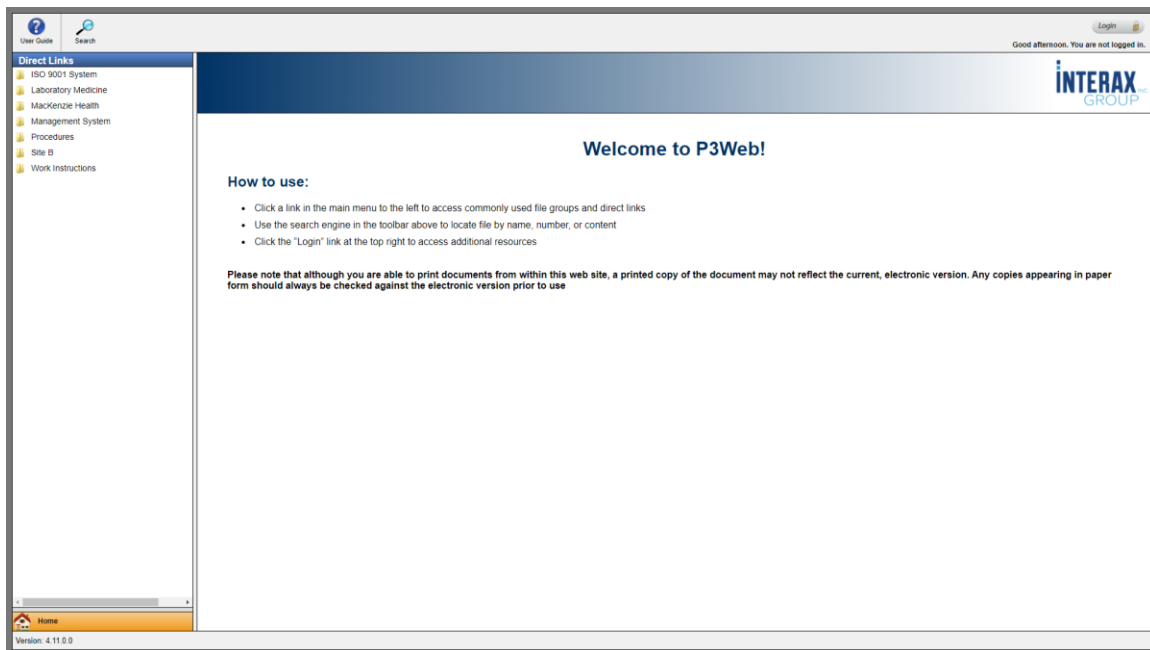 User Guide
Search
Login
Good afternoon. You are not logged in.
Direct Links
ISO 9001 System
Laboratory Medicine
MacKenzie Health
Management System
Procedures
Site B
Work Instructions
INTERAX INC
GROUP
Welcome to P3Web!
How to use:
• Click a link in the main menu to the left to access commonly used file groups and direct links
• Use the search engine in the toolbar above to locate file by name, number, or content
• Click the "Login" link at the top right to access additional resources
Please note that although you are able to print documents from within this web site, a printed copy of the document may not reflect the current, electronic version. Any copies appearing in paper
form should always be checked against the electronic version prior to use
Home
Version: 4.11.0.0